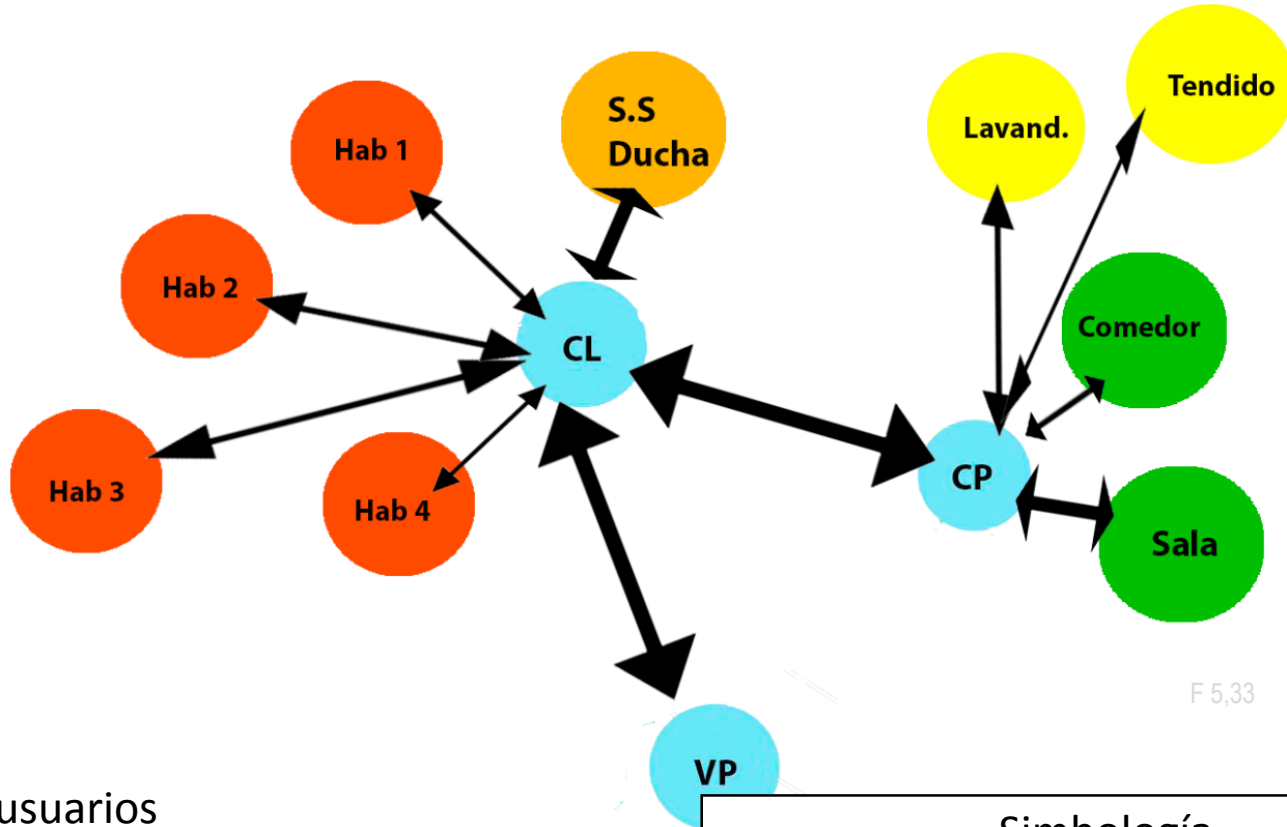 Tendido
S.S
Ducha
Lavand.
Hab 1
Hab 2
Comedor
CL
CP
Hab 3
Hab 4
Sala
F 5,33
VP
usuarios
Simbología